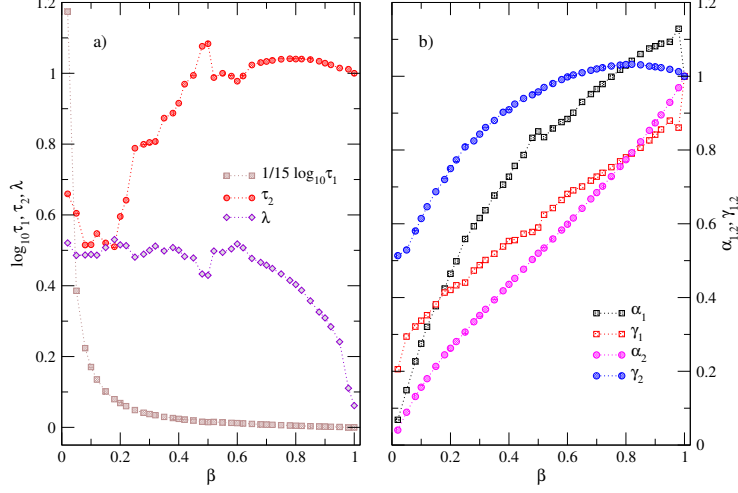 a)
1.2
1
0.8
0.6
0.4
0.2
0
log₁₀τ₁, τ₂, λ
1/15 log₁₀τ₁
τ₂
λ
0 0.2 0.4 0.6 0.8 1
β
b)
α₁
γ₁
α₂
γ₂
0 0.2 0.4 0.6 0.8 1
β
1.2
1
0.8
0.6
0.4
0.2
0
α₁,₂, γ₁,₂